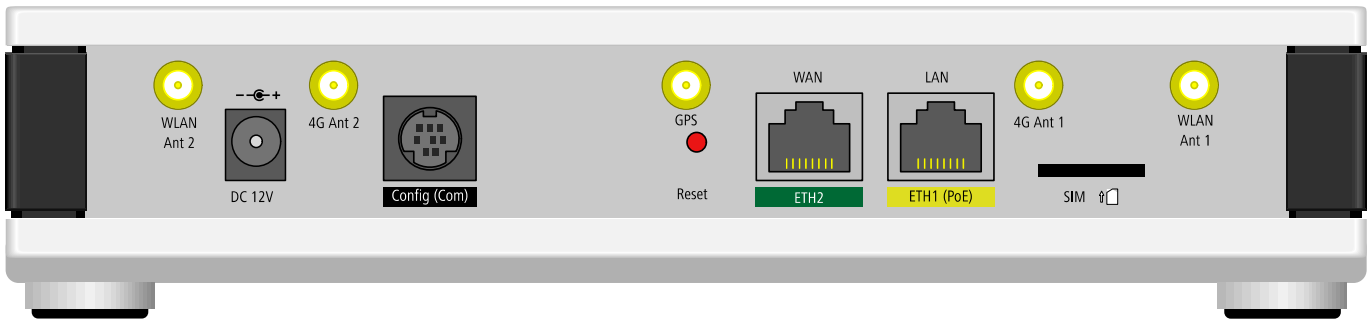 WLAN
Ant 2
- +
DC 12V
4G Ant 2
Config (Com)
GPS
Reset
WAN
ETH2
LAN
ETH1 (PoE)
4G Ant 1
SIM
WLAN
Ant 1